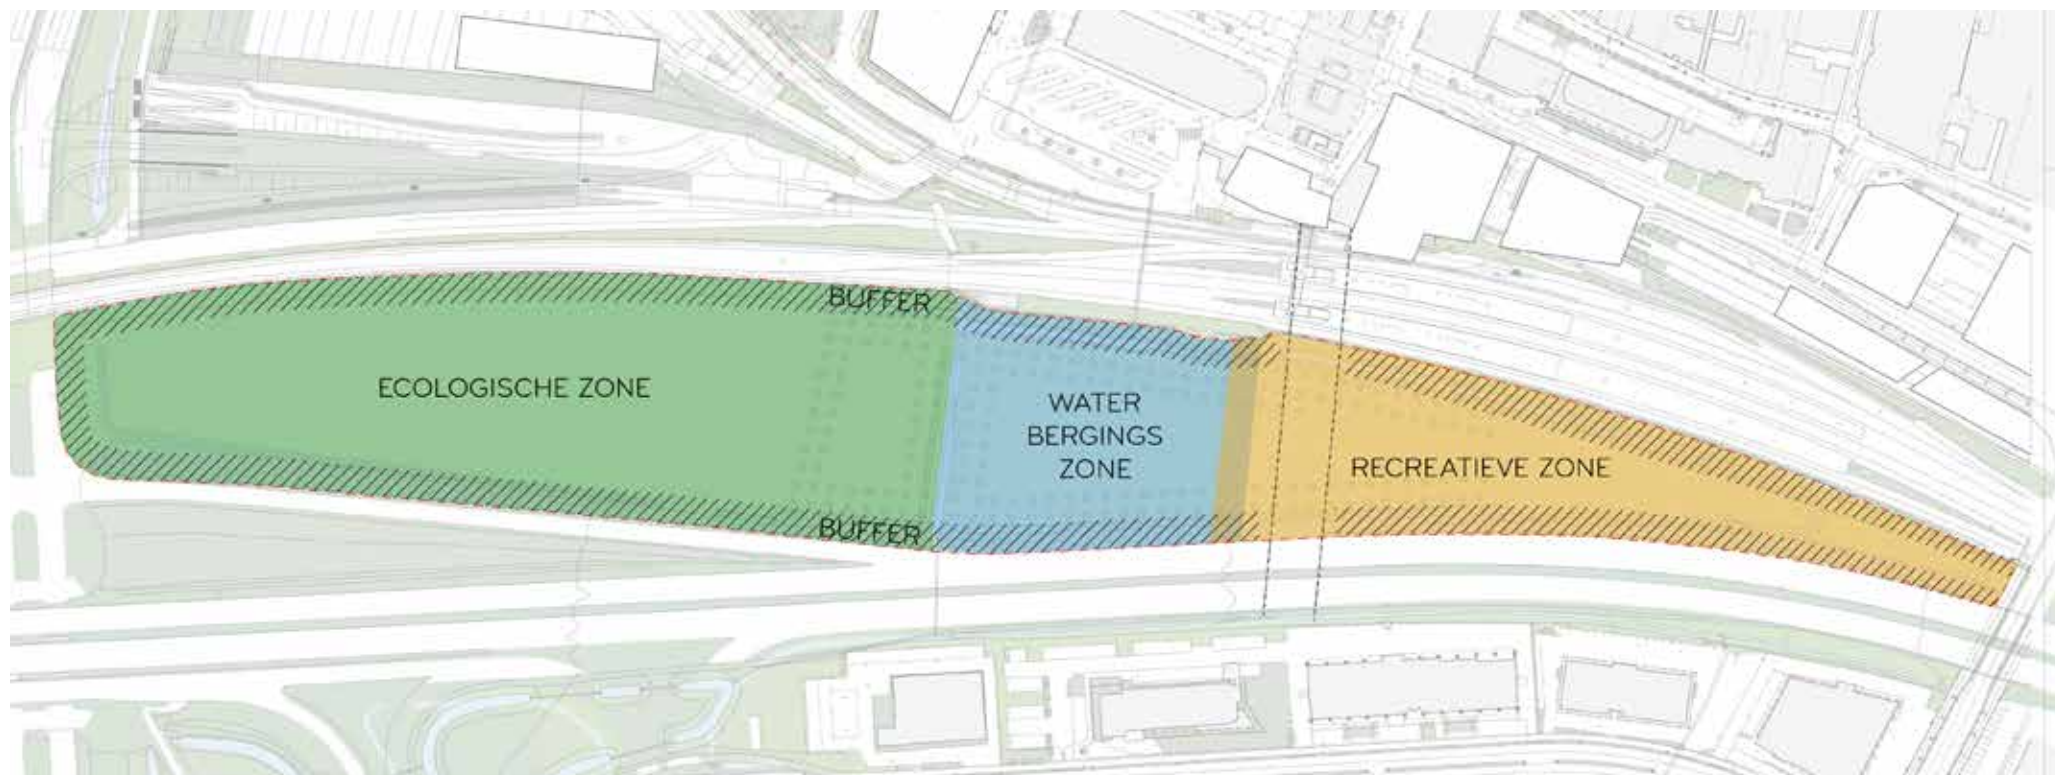 BUFFER
ECOLOGISCHE ZONE
WATER
BERGINGS
ZONE
RECREATIEVE ZONE
BUFFER